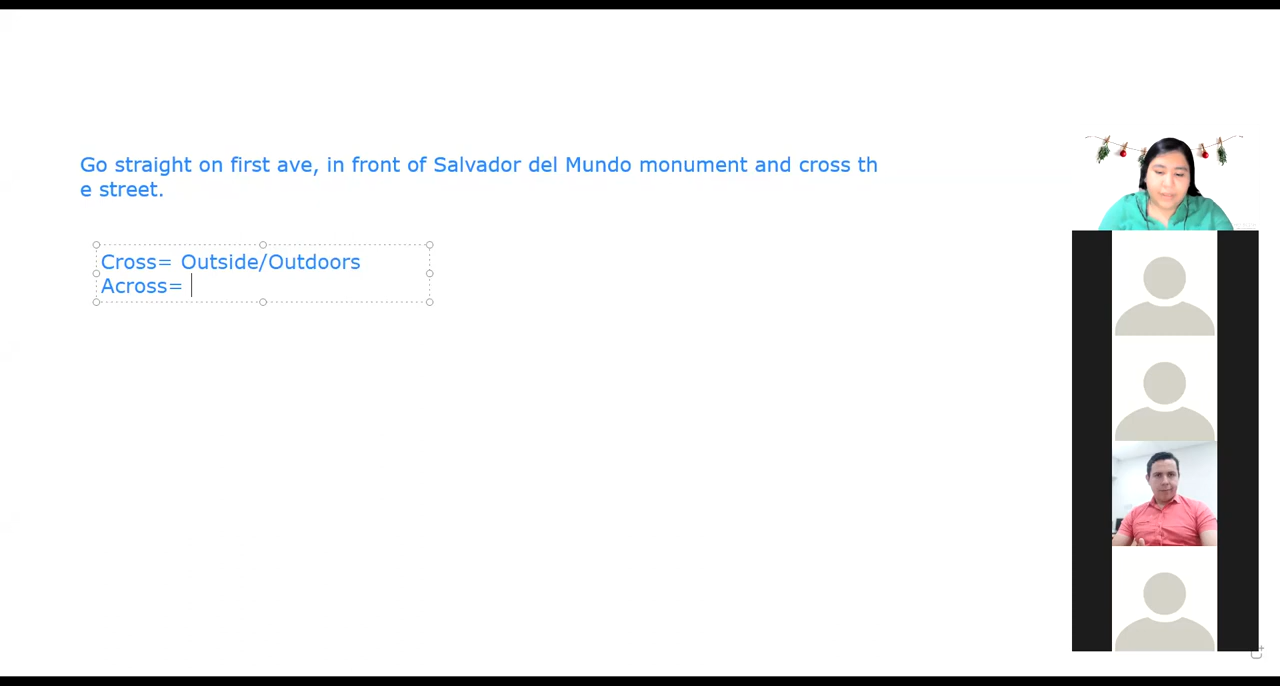 Go straight on first ave, in front of Salvador del Mundo monument and cross th
e street.
Cross= Outside/Outdoors
Across=